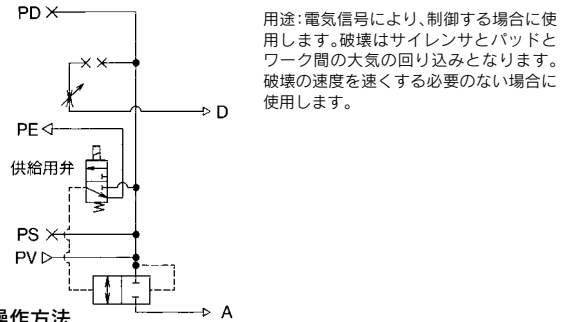 PD
用途:電気信号により、制御する場合に使
用します。破壊はサイレンサとパッドと
ワーク間の大気の回り込みとなります。
破壊の速度を速くする必要のない場合に
使用します。
D
PE
供給用弁
PS
PV
A
操作方法